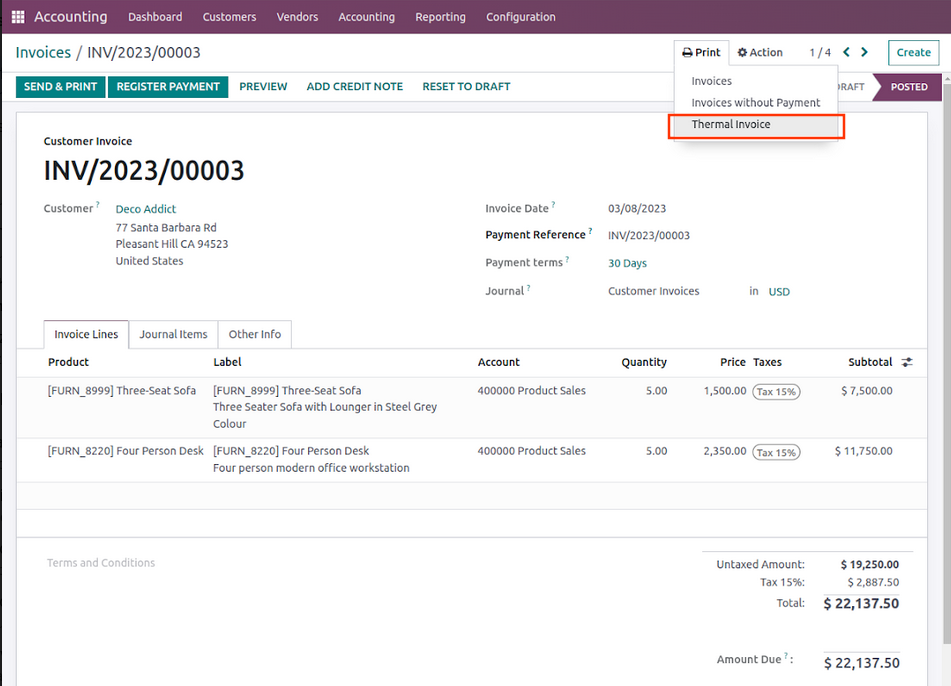 Accounting Dashboard Customers Vendors Accounting Reporting Configuration
Invoices / INV/2023/00003 Print Action 1 / 4 Create
SEND & PRINT REGISTER PAYMENT PREVIEW ADD CREDIT NOTE RESET TO DRAFT POSTED
Invoices
Invoices without Payment
Thermal Invoice
Customer Invoice
INV/2023/00003
Customer ? Deco Addict
77 Santa Barbara Rd
Pleasant Hill CA 94523
United States
Invoice Date ? 03/08/2023
Payment Reference ? INV/2023/00003
Payment terms ? 30 Days
Journal ? Customer Invoices in USD
Invoice Lines Journal Items Other Info
Product Label Account Quantity Price Taxes Subtotal
[FURN_8999] Three-Seat Sofa [FURN_8999] Three-Seat Sofa 400000 Product Sales 5.00 1,500.00 Tax 15% $ 7,500.00
Three Seater Sofa with Lounger in Steel Grey
Colour
[FURN_8220] Four Person Desk [FURN_8220] Four Person Desk 400000 Product Sales 5.00 2,350.00 Tax 15% $ 11,750.00
Four person modern office workstation
Terms and Conditions
Untaxed Amount: $ 19,250.00
Tax 15%: $ 2,887.50
Total: $ 22,137.50
Amount Due ? : $ 22,137.50